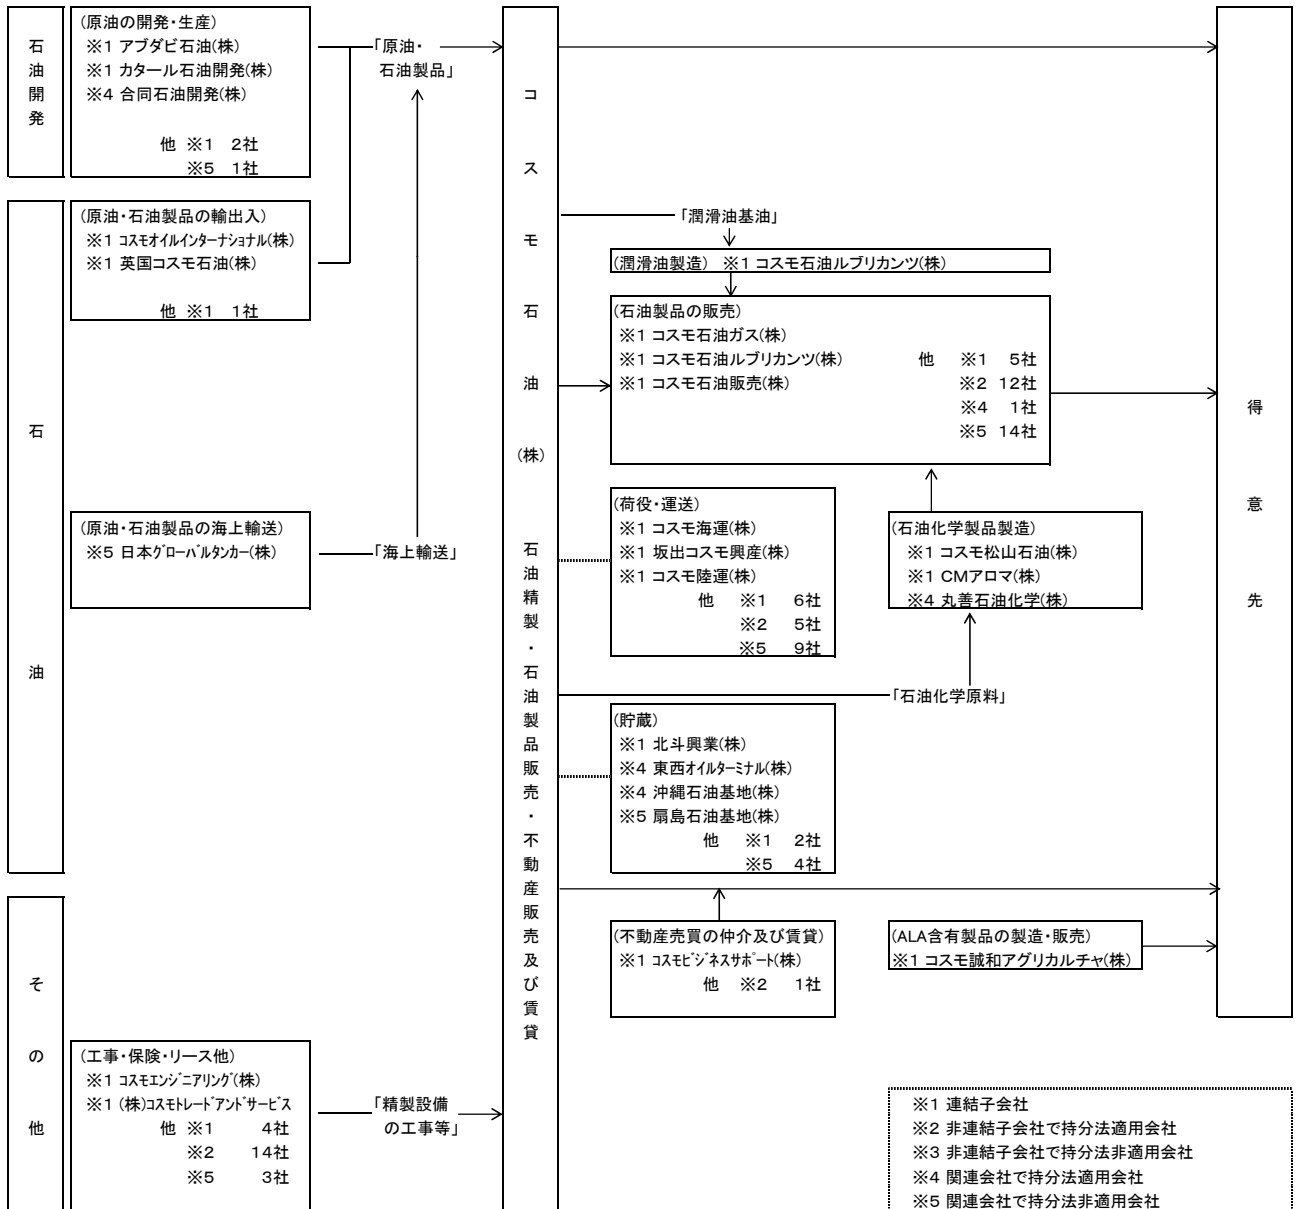 石油開発
(原油の開発・生産)
※1 アブダビ石油(株)
※1 カタール石油開発(株)
※4 合同石油開発(株)
他 ※1 2社
※5 1社
「原油・
石油製品」
石油
(原油・石油製品の輸出入)
※1 コスモオイルインターナショナル(株)
※1 英国コスモ石油(株)
他 ※1 1社
(原油・石油製品の海上輸送)
※5 日本グローバルタンカー(株)
「海上輸送」
その他
(工事・保険・リース他)
※1 コスモエンジニアリング(株)
※1 (株)コスモトレードアンドサービス
他 ※1 4社
※2 14社
※5 3社
「精製設備
の工事等」
コスモ石油(株)
石油精製・石油製品販売・不動産販売及び賃貸
「潤滑油基油」
(潤滑油製造) ※1 コスモ石油ルブリカンツ(株)
(石油製品の販売)
※1 コスモ石油ガス(株)
※1 コスモ石油ルブリカンツ(株) 他 ※1 5社
※1 コスモ石油販売(株) ※2 12社
※4 1社
※5 14社
(荷役・運送)
※1 コスモ海運(株)
※1 坂出コスモ興産(株)
※1 コスモ陸運(株)
他 ※1 6社
※2 5社
※5 9社
(石油化学製品製造)
※1 コスモ松山石油(株)
※1 CMアロマ(株)
※4 丸善石油化学(株)
「石油化学原料」
(貯蔵)
※1 北斗興業(株)
※4 東西オイルターミナル(株)
※4 沖縄石油基地(株)
※5 扇島石油基地(株)
他 ※1 2社
※5 4社
(不動産売買の仲介及び賃貸)
※1 コスモビジネスサポート(株)
他 ※2 1社
(ALA含有製品の製造・販売)
※1 コスモ誠和アグリカルチャ(株)
得意先
※1 連結子会社
※2 非連結子会社で持分法適用会社
※3 非連結子会社で持分法非適用会社
※4 関連会社で持分法適用会社
※5 関連会社で持分法非適用会社